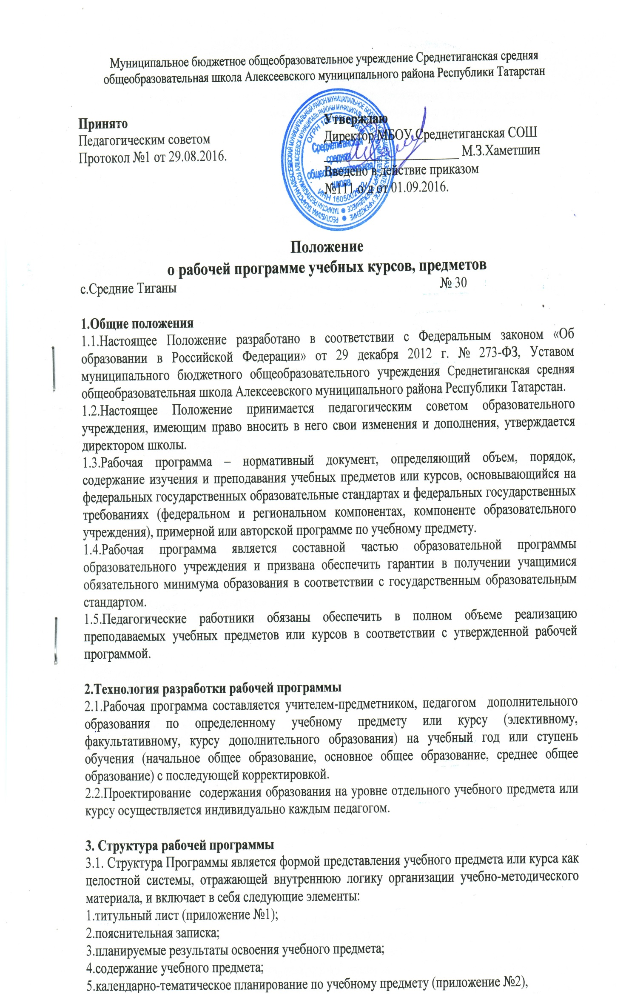 Муниципальное бюджетное общеобразовательное учреждение Среднетиганская средняя
общеобразовательная школа Алексеевского муниципального района Республики Татарстан
Принято
Педагогическим советом
Протокол №1 от 29.08.2016.
Утверждаю
Директор МБОУ Среднетиганская СОШ
М.З.Хаметшин
Введено в действие приказом
№111 о/д от 01.09.2016.
Среднетиганская
средняя
общеобразовательная
школа
Положение
о рабочей программе учебных курсов, предметов
с.Средние Тиганы № 30
1.Общие положения
1.1.Настоящее Положение разработано в соответствии с Федеральным законом «Об
образовании в Российской Федерации» от 29 декабря 2012 г. № 273-ФЗ, Уставом
муниципального бюджетного общеобразовательного учреждения Среднетиганская средняя
общеобразовательная школа Алексеевского муниципального района Республики Татарстан.
1.2.Настоящее Положение принимается педагогическим советом образовательного
учреждения, имеющим право вносить в него свои изменения и дополнения, утверждается
директором школы.
1.3.Рабочая программа – нормативный документ, определяющий объем, порядок,
содержание изучения и преподавания учебных предметов или курсов, основывающийся на
федеральных государственных образовательные стандартах и федеральных государственных
требованиях (федеральном и региональном компонентах, компоненте образовательного
учреждения), примерной или авторской программе по учебному предмету.
1.4.Рабочая программа является составной частью образовательной программы
образовательного учреждения и призвана обеспечить гарантии в получении учащимися
обязательного минимума образования в соответствии с государственным образовательным
стандартом.
1.5.Педагогические работники обязаны обеспечить в полном объеме реализацию
преподаваемых учебных предметов или курсов в соответствии с утвержденной рабочей
программой.
2.Технология разработки рабочей программы
2.1.Рабочая программа составляется учителем-предметником, педагогом дополнительного
образования по определенному учебному предмету или курсу (элективному,
факультативному, курсу дополнительного образования) на учебный год или ступень
обучения (начальное общее образование, основное общее образование, среднее общее
образование) с последующей корректировкой.
2.2.Проектирование содержания образования на уровне отдельного учебного предмета или
курсу осуществляется индивидуально каждым педагогом.
3. Структура рабочей программы
3.1. Структура Программы является формой представления учебного предмета или курса как
целостной системы, отражающей внутреннюю логику организации учебно-методического
материала, и включает в себя следующие элементы:
1.титульный лист (приложение №1);
2.пояснительная записка;
3.планируемые результаты освоения учебного предмета;
4.содержание учебного предмета;
5.календарно-тематическое планирование по учебному предмету (приложение №2),